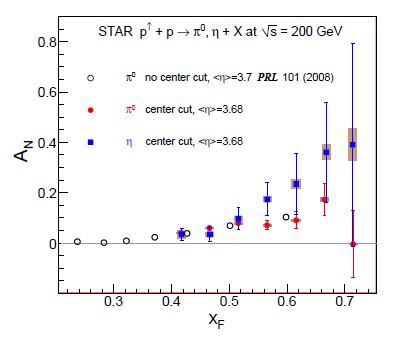 STAR p↑ + p → π⁰, η + X at √s = 200 GeV
π⁰ no center cut, <η>=3.7 PRL 101 (2008)
π⁰ center cut, <η>=3.68
η center cut, <η>=3.68
A_N
0.8
0.6
0.4
0.2
0
0.3 0.4 0.5 0.6 0.7
x_F